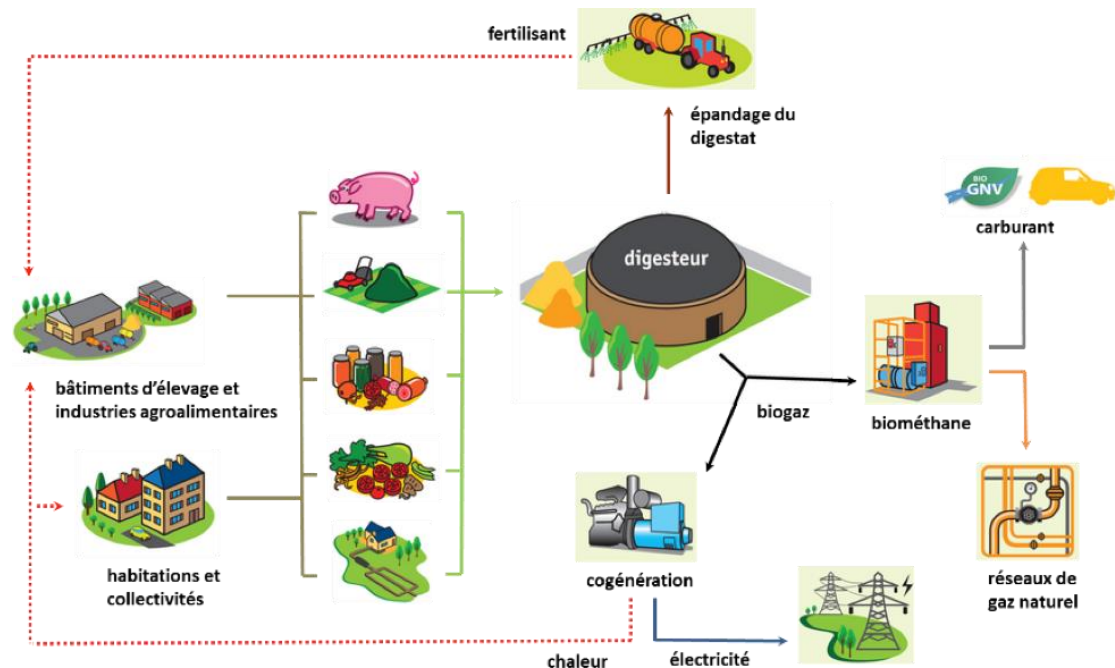 fertilisant
épandage du
digestat
BIO
GNV
carburant
digesteur
bâtiments d'élevage et
industries agroalimentaires
biogaz
biométhane
habitations et
collectivités
cogénération
réseaux de
gaz naturel
chaleur
électricité